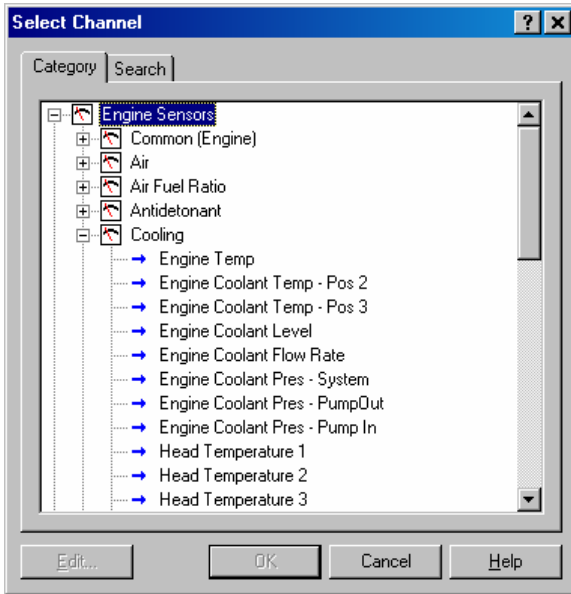 Select Channel
Category Search
Engine Sensors
Common (Engine)
Air
Air Fuel Ratio
Antidetonant
Cooling
Engine Temp
Engine Coolant Temp - Pos 2
Engine Coolant Temp - Pos 3
Engine Coolant Level
Engine Coolant Flow Rate
Engine Coolant Pres - System
Engine Coolant Pres - PumpOut
Engine Coolant Pres - Pump In
Head Temperature 1
Head Temperature 2
Head Temperature 3
Edit... OK Cancel Help